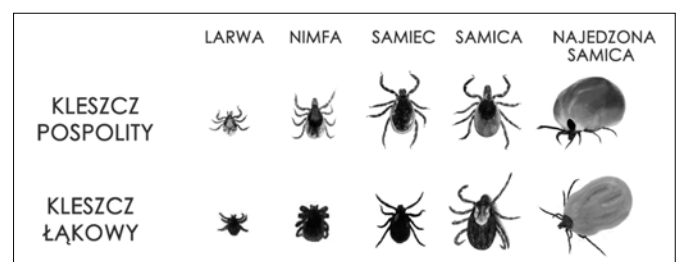 LARWA NIMFA SAMIEC SAMICA NAJEDZONA
SAMICA
KLESZCZ
POSPOLITY
KLESZCZ
ŁĄKOWY